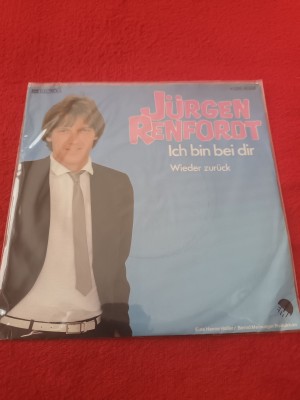 JÜRGEN
RENFORDT
Ich bin bei dir
Wieder zurück